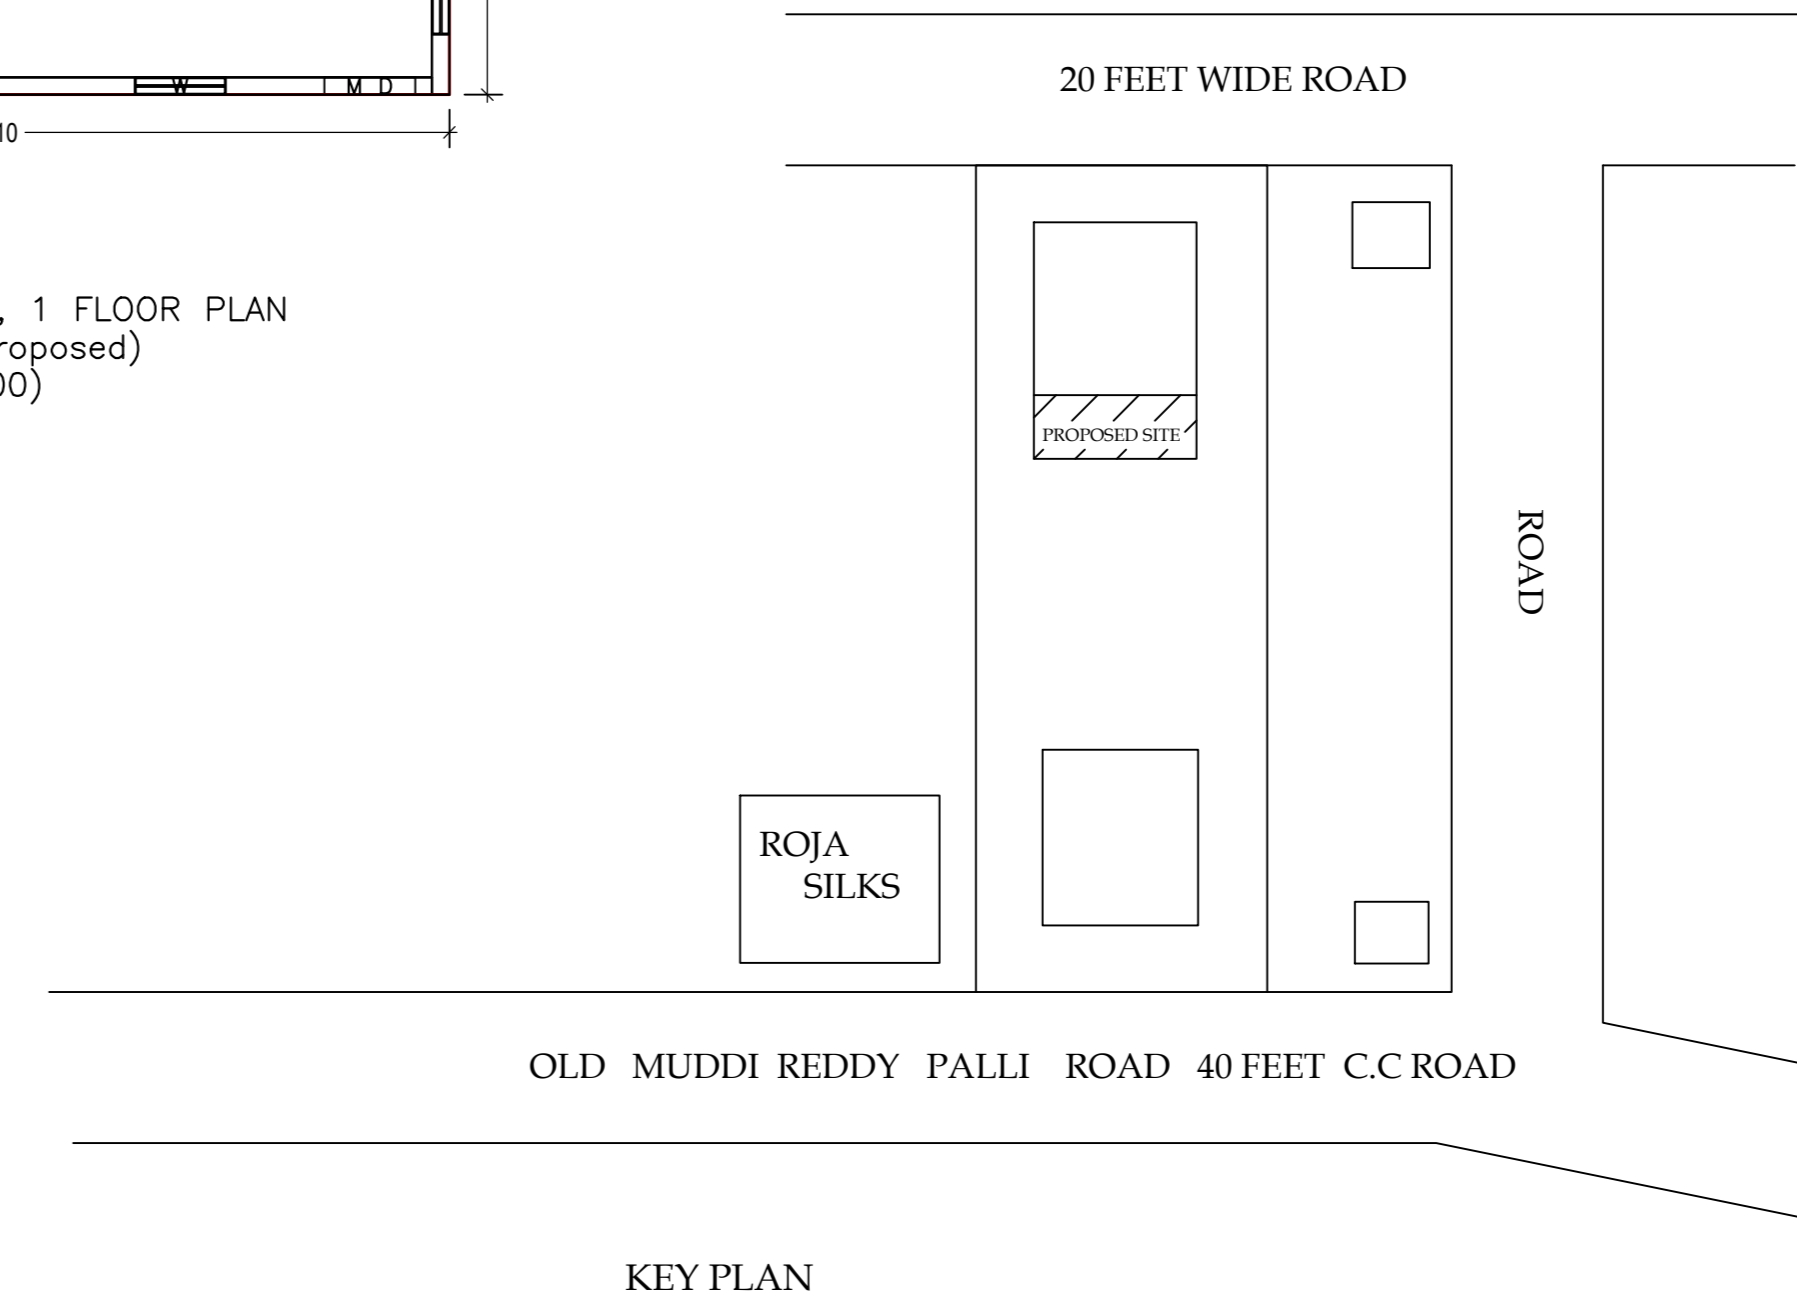 W
M D
10
, 1 FLOOR PLAN
roposed)
00)
20 FEET WIDE ROAD
PROPOSED SITE
ROAD
ROJA
SILKS
OLD MUDDI REDDY PALLI ROAD 40 FEET C.C ROAD
KEY PLAN